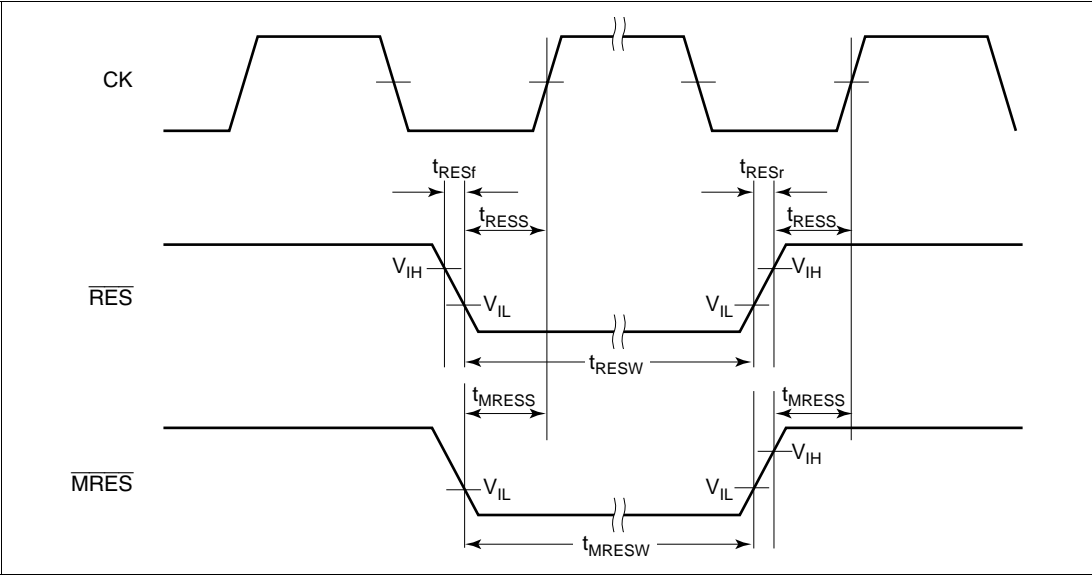 CK
tRESf
tRESr
tRESS
tRESS
VIH
VIH
RES
VIL
VIL
tRESW
tMRESS
tMRESS
VIH
MRES
VIL
VIL
tMRESW